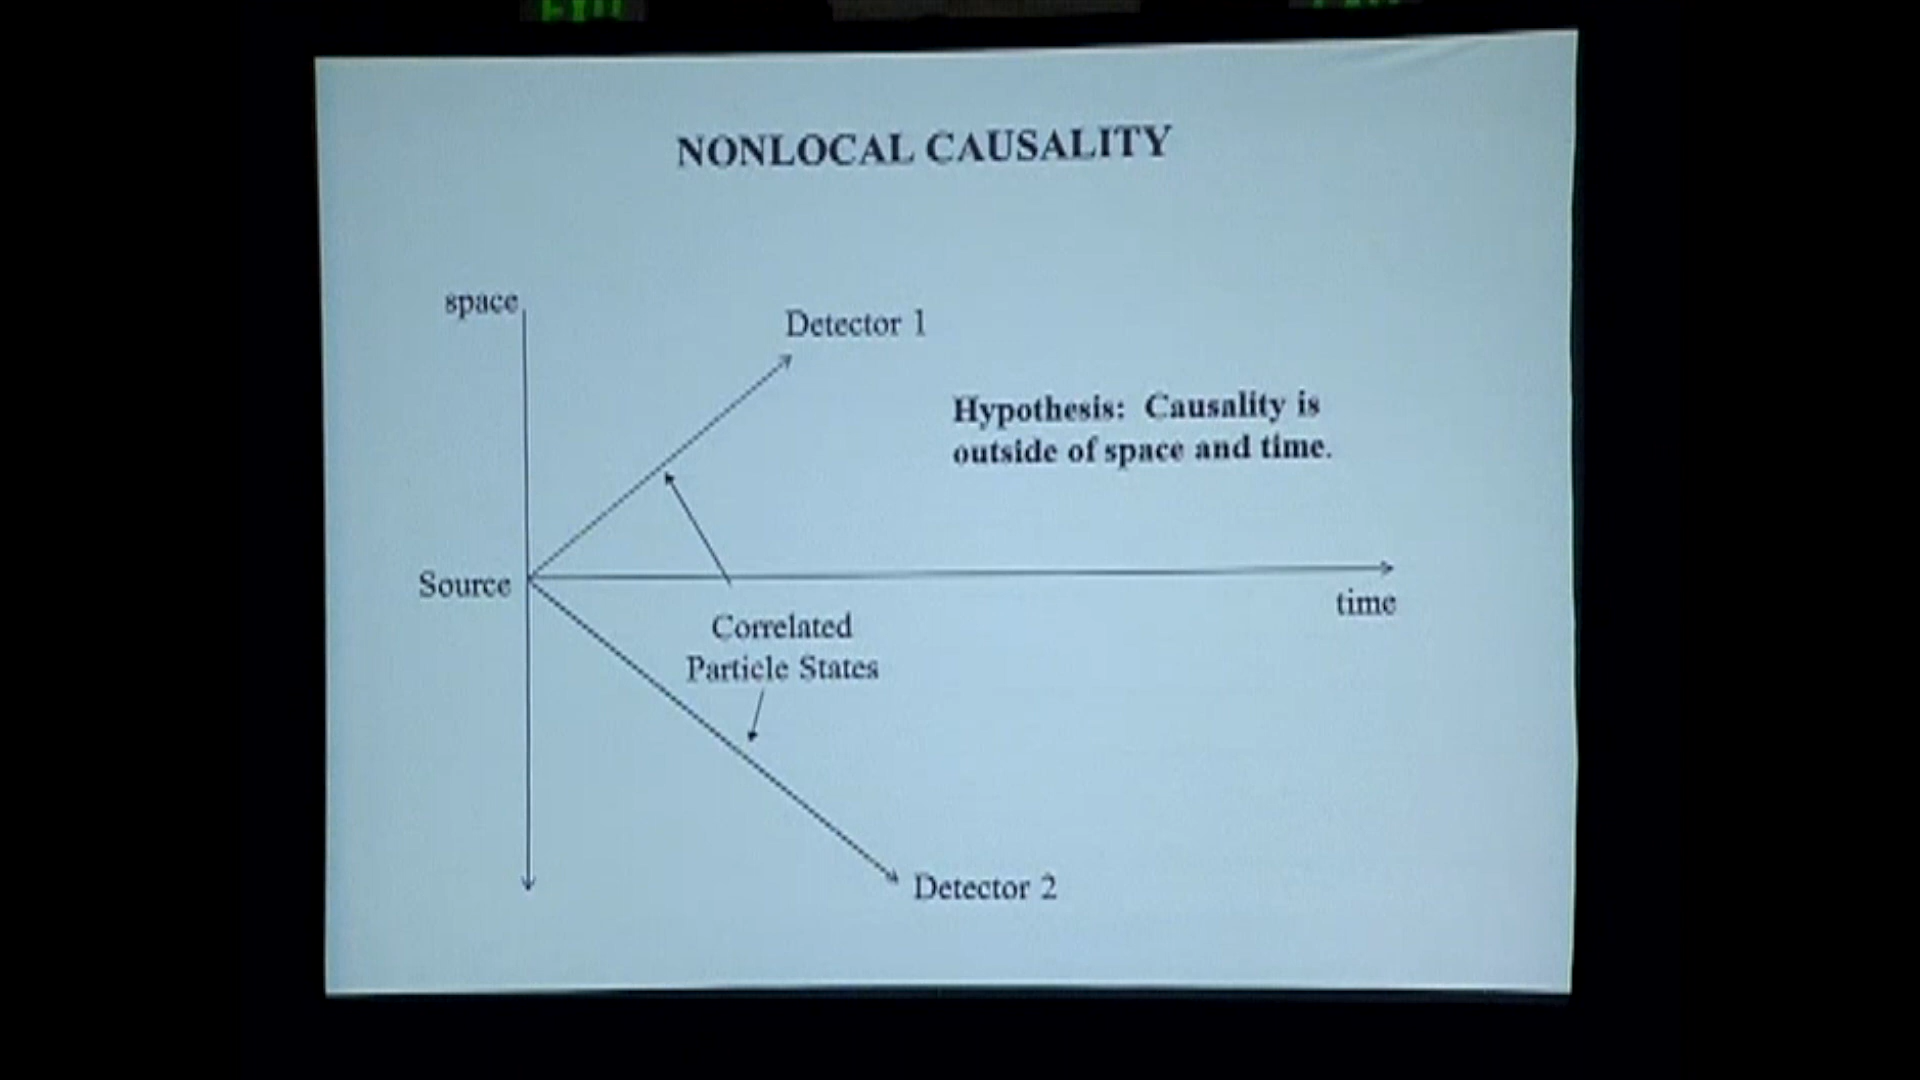 EXIT
NONLOCAL CAUSALITY
space
Detector 1
Hypothesis: Causality is
outside of space and time.
Source
time
Correlated
Particle States
Detector 2